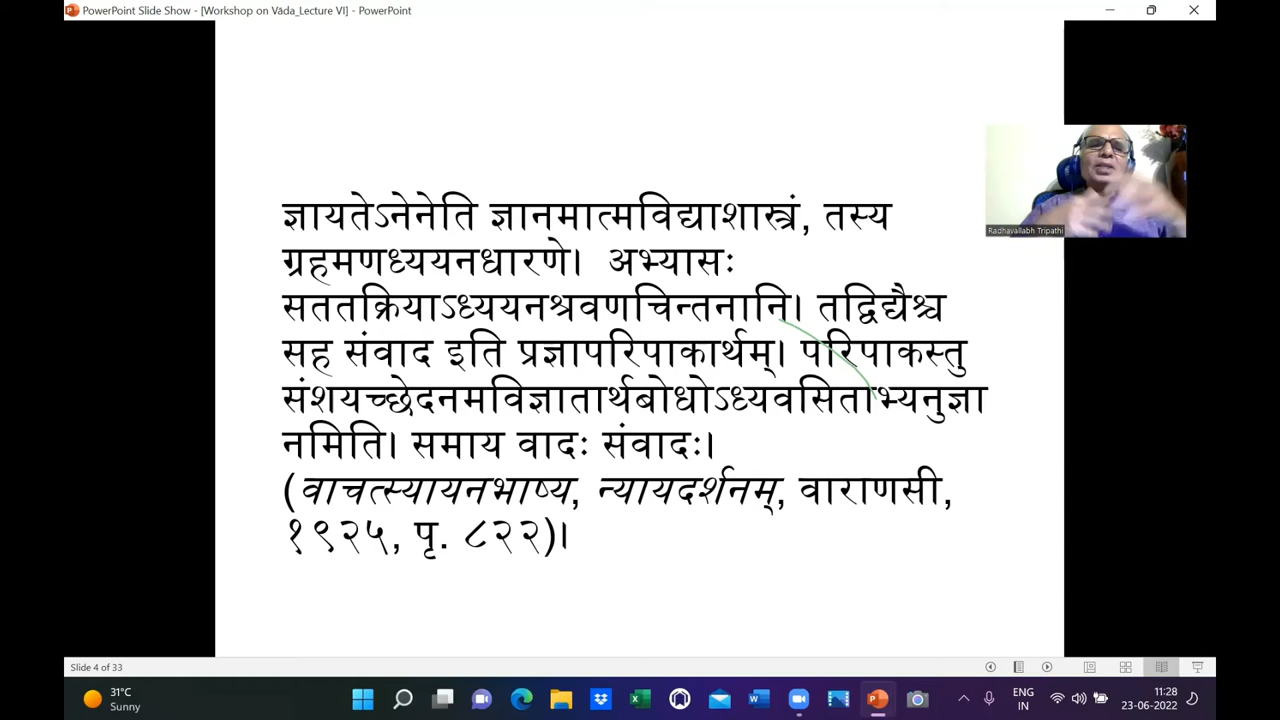 PowerPoint Slide Show - [Workshop on Vāda_Lecture VI] - PowerPoint
ज्ञायतेऽनेनेति ज्ञानमात्मविद्याशास्त्रं, तस्य
ग्रहमणध्ययनधारणे। अभ्यासः
सततक्रियाऽध्ययनश्रवणचिन्तनानि। तद्विद्यैश्च
सह संवाद इति प्रज्ञापरिपाकार्थम्। परिपाकस्तु
संशयच्छेदनमविज्ञातार्थबोधोऽध्यवसिताभ्यनुज्ञा
नमिति। समाय वादः संवादः।
(वाचत्स्यायनभाष्य, न्यायदर्शनम्, वाराणसी,
१९२५, पृ. ८२२)।
Radhavallabh Tripathi
Slide 4 of 33
31°C
Sunny
ENG
IN
11:28
23-06-2022